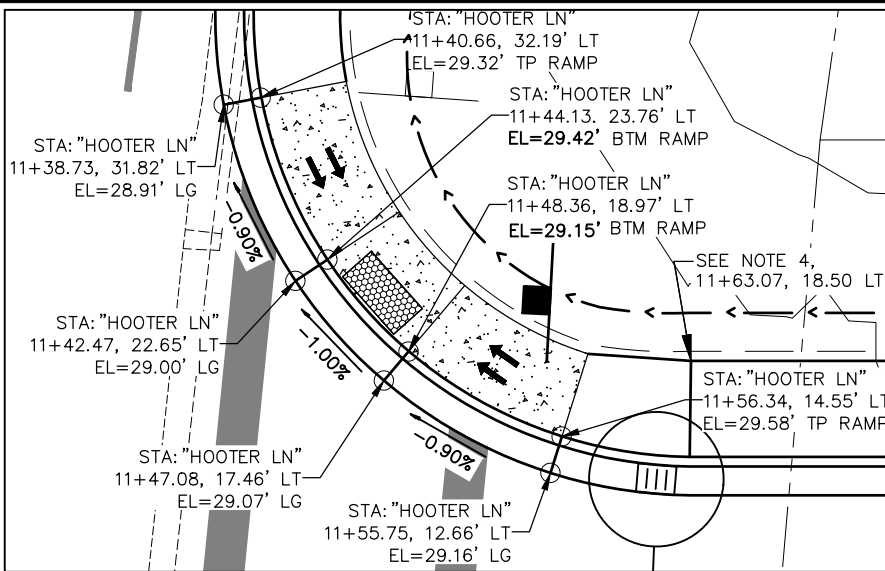 STA:"HOOTER LN"
11+40.66, 32.19' LT
EL=29.32' TP RAMP
STA:"HOOTER LN"
11+44.13, 23.76' LT
EL=29.42' BTM RAMP
STA:"HOOTER LN"
11+38.73, 31.82' LT
EL=28.91' LG
STA:"HOOTER LN"
11+48.36, 18.97' LT
EL=29.15' BTM RAMP
-0.90%
SEE NOTE 4,
11+63.07, 18.50 LT
STA:"HOOTER LN"
11+42.47, 22.65' LT
EL=29.00' LG
-1.00%
STA:"HOOTER LN"
11+56.34, 14.55' LT
EL=29.58' TP RAMP
-0.90%
STA:"HOOTER LN"
11+47.08, 17.46' LT
EL=29.07' LG
STA:"HOOTER LN"
11+55.75, 12.66' LT
EL=29.16' LG